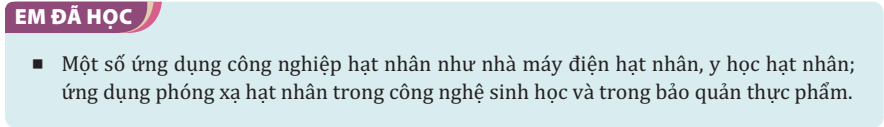 EM ĐÃ HỌC
▪ Một số ứng dụng công nghiệp hạt nhân như nhà máy điện hạt nhân, y học hạt nhân;
ứng dụng phóng xạ hạt nhân trong công nghệ sinh học và trong bảo quản thực phẩm.